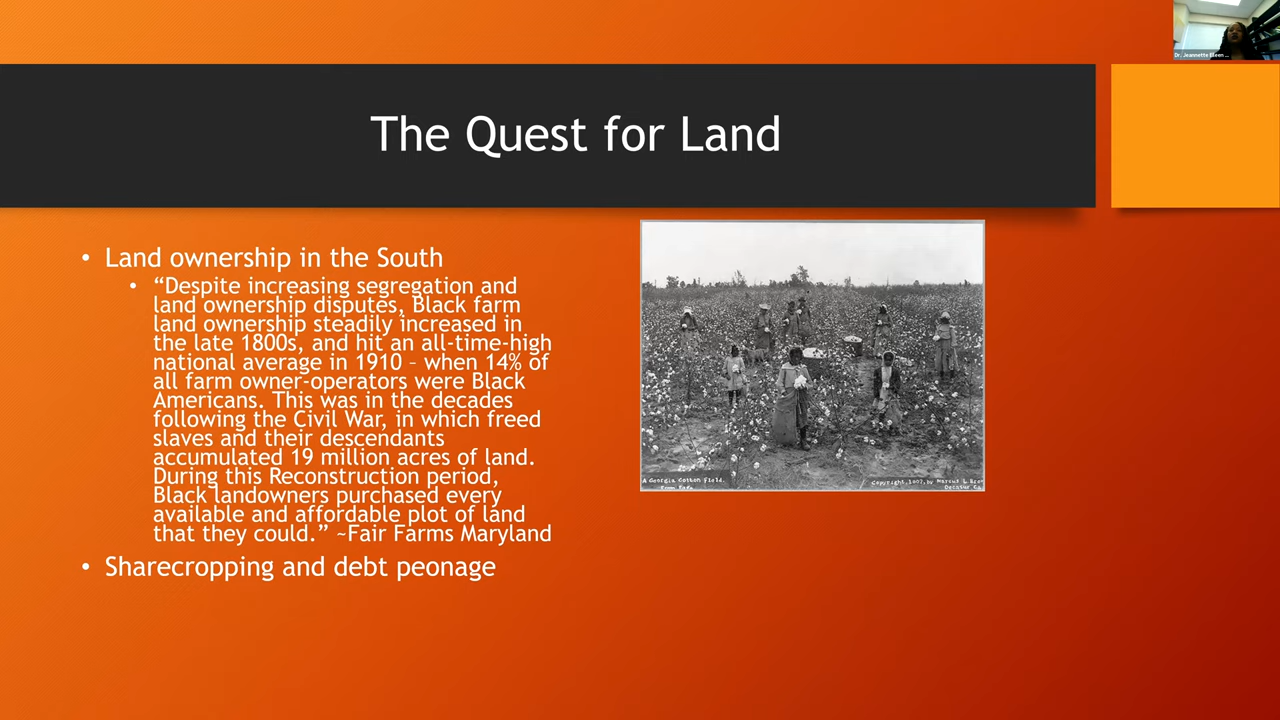 Dr. Jeannette Eileen ...
The Quest for Land
• Land ownership in the South
• “Despite increasing segregation and
land ownership disputes, Black farm
land ownership steadily increased in
the late 1800s, and hit an all-time-high
national average in 1910 – when 14% of
all farm owner-operators were Black
Americans. This was in the decades
following the Civil War, in which freed
slaves and their descendants
accumulated 19 million acres of land.
During this Reconstruction period,
Black landowners purchased every
available and affordable plot of land
that they could.” ~Fair Farms Maryland
• Sharecropping and debt peonage
A Georgia Cotton Field.
Copyright, 1907, by Marcus L. Bro
Decatur, Ga.